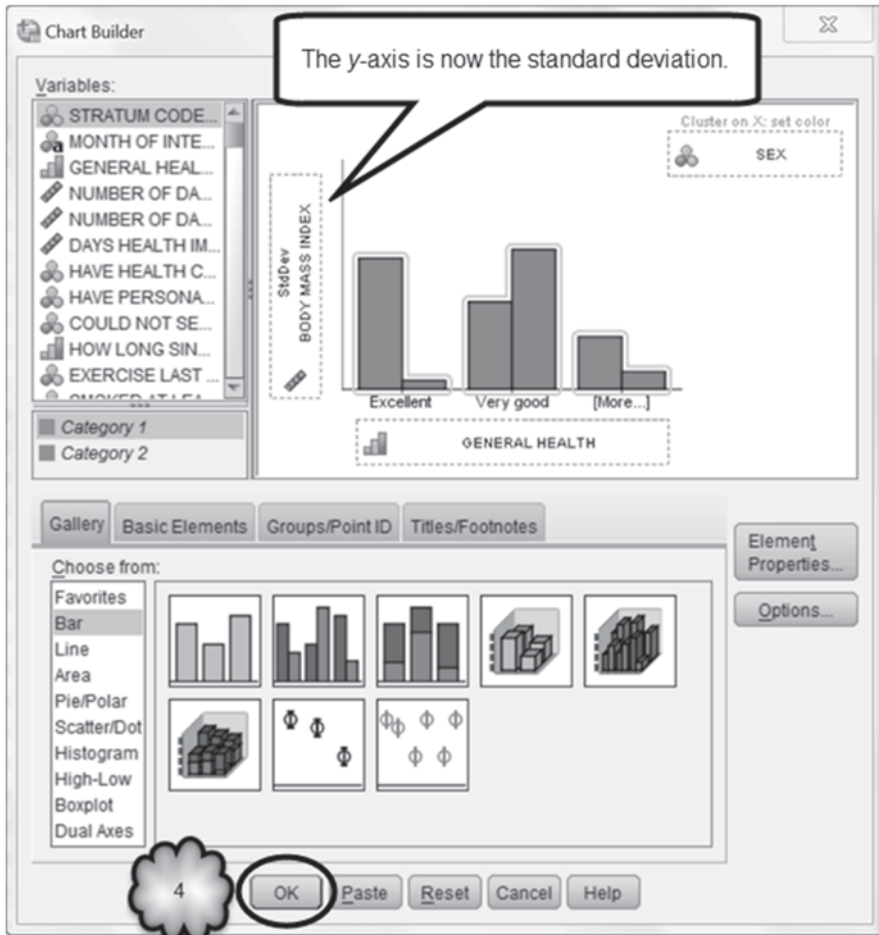 Chart Builder
The y-axis is now the standard deviation.
Variables:
STRATUM CODE...
MONTH OF INTE...
GENERAL HEAL...
NUMBER OF DA...
NUMBER OF DA...
DAYS HEALTH IM...
HAVE HEALTH C...
HAVE PERSONA...
COULD NOT SE...
HOW LONG SIN...
EXERCISE LAST ...
Category 1
Category 2
Cluster on X: set color
SEX
StdDev
BODY MASS INDEX
Excellent Very good [More...]
GENERAL HEALTH
Gallery Basic Elements Groups/Point ID Titles/Footnotes
Element
Properties...
Options...
Choose from:
Favorites
Bar
Line
Area
Pie/Polar
Scatter/Dot
Histogram
High-Low
Boxplot
Dual Axes
4
OK Paste Reset Cancel Help